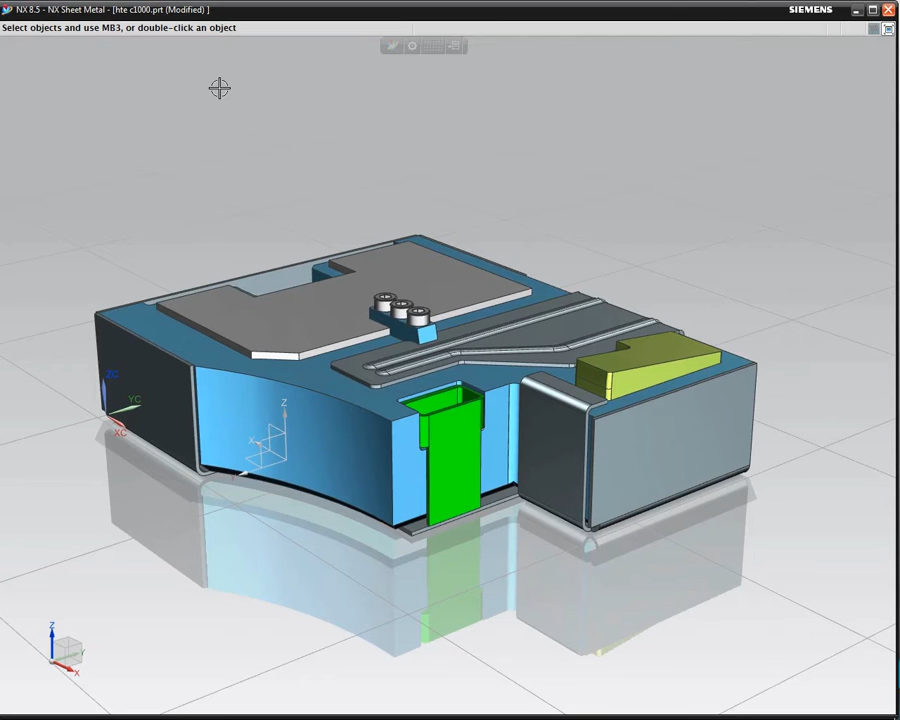 NX 8.5 - NX Sheet Metal - [hte c1000.prt (Modified) ]
SIEMENS
Select objects and use MB3, or double-click an object
ZC
YC
XC
Z
X
Z
Y
X